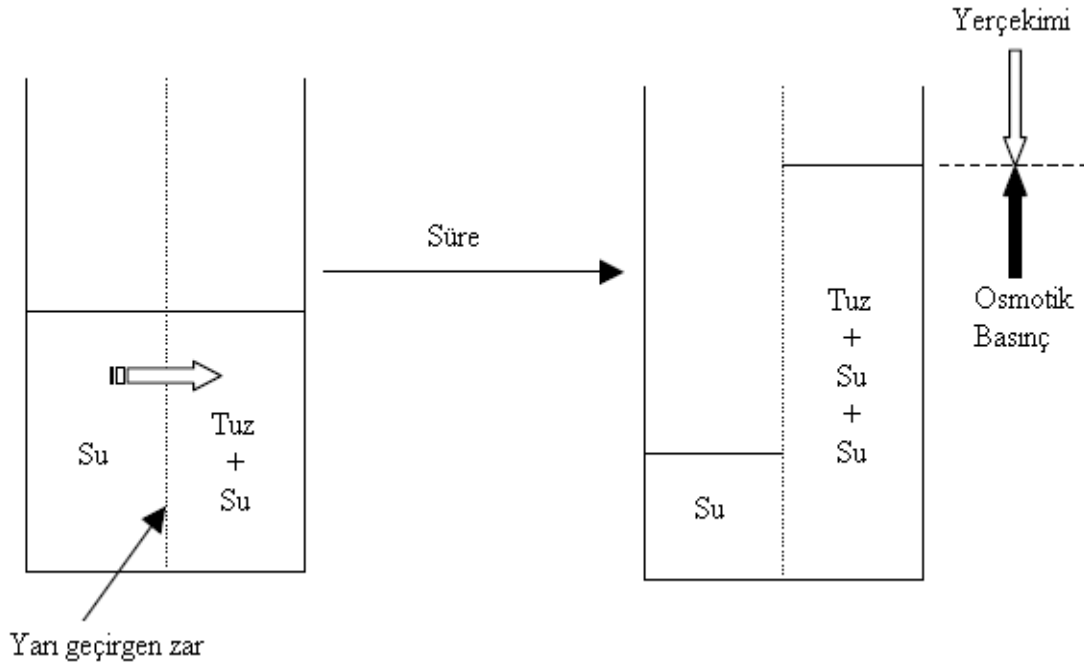 Yerçekimi
Süre
Su
Tuz
+
Su
Yarı geçirgen zar
Su
Tuz
+
Su
+
Su
Osmotik
Basınç